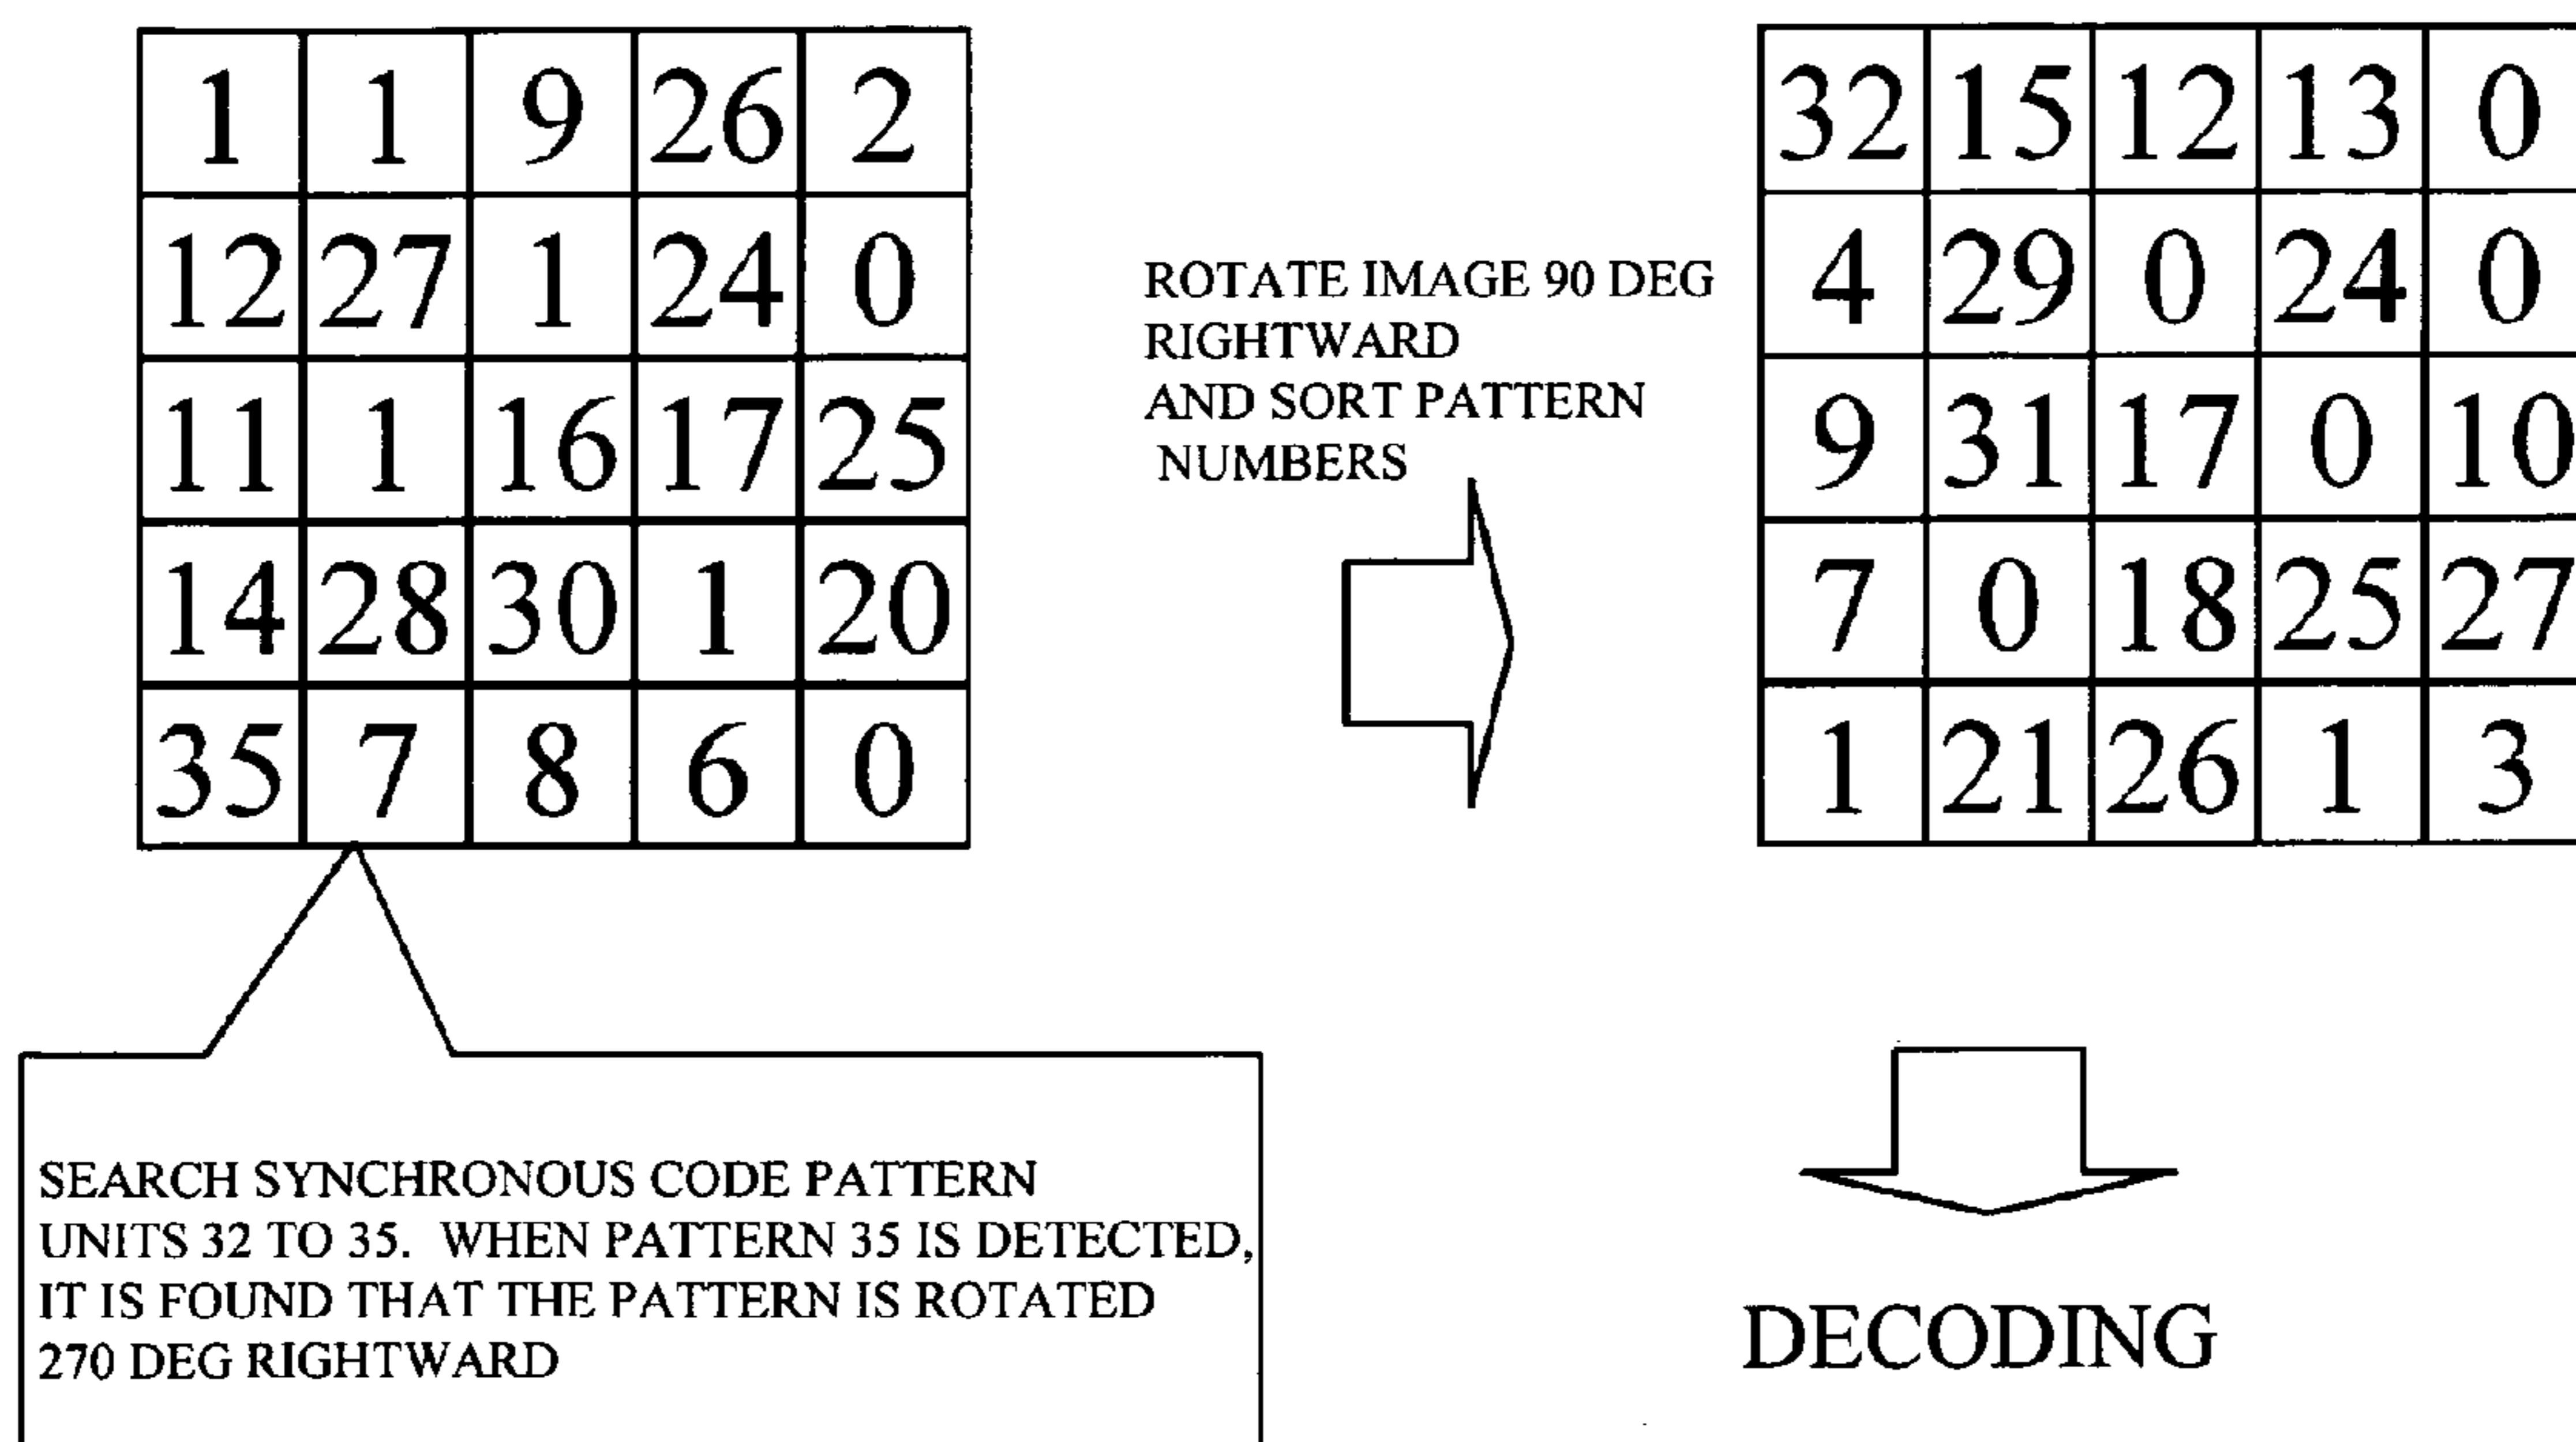 1 1 9 26 2
12 27 1 24 0
11 1 16 17 25
14 28 30 1 20
35 7 8 6 0
ROTATE IMAGE 90 DEG
RIGHTWARD
AND SORT PATTERN
NUMBERS
32 15 12 13 0
4 29 0 24 0
9 31 17 0 10
7 0 18 25 27
1 21 26 1 3
SEARCH SYNCHRONOUS CODE PATTERN
UNITS 32 TO 35. WHEN PATTERN 35 IS DETECTED,
IT IS FOUND THAT THE PATTERN IS ROTATED
270 DEG RIGHTWARD
DECODING